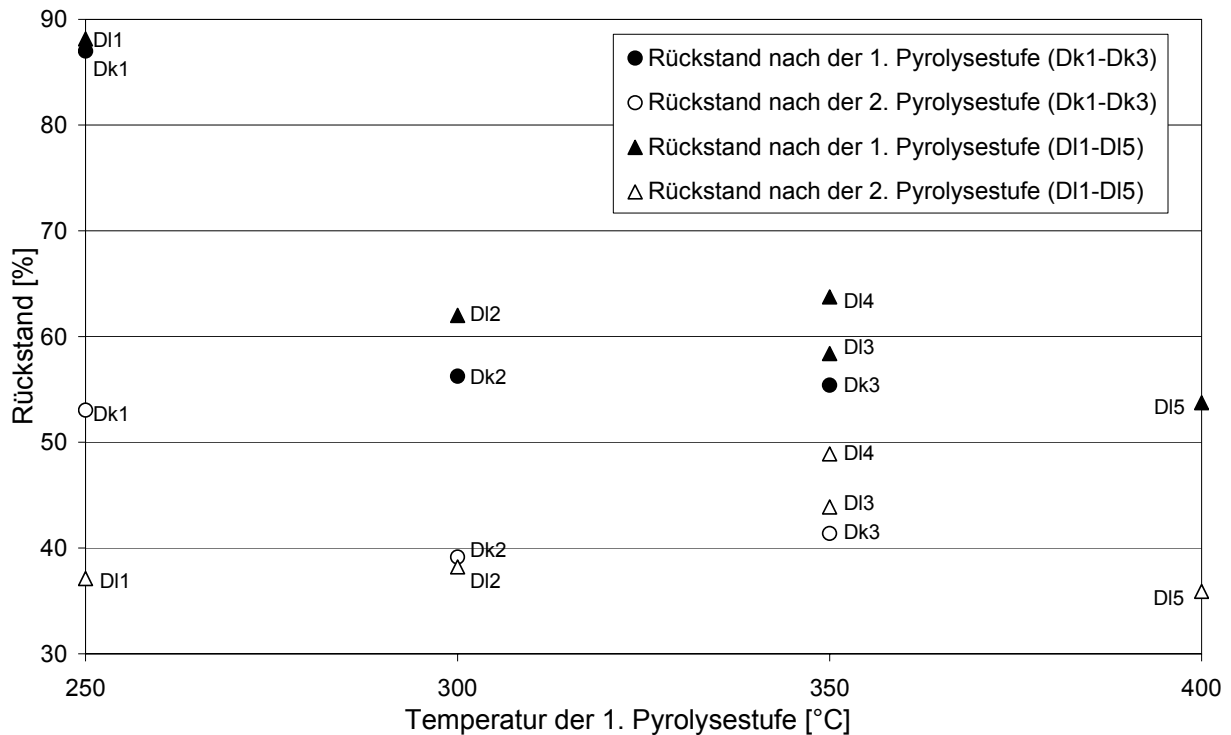 90
80
70
60
50
40
30
Rückstand [%]
Dl1
Dk1
Rückstand nach der 1. Pyrolysestufe (Dk1-Dk3)
Rückstand nach der 2. Pyrolysestufe (Dk1-Dk3)
Rückstand nach der 1. Pyrolysestufe (Dl1-Dl5)
Rückstand nach der 2. Pyrolysestufe (Dl1-Dl5)
Dl2
Dk2
Dl4
Dl3
Dk3
Dl5
Dk1
Dl4
Dl3
Dk3
Dk2
Dl2
Dl1
Dl5
250
300
350
400
Temperatur der 1. Pyrolysestufe [°C]